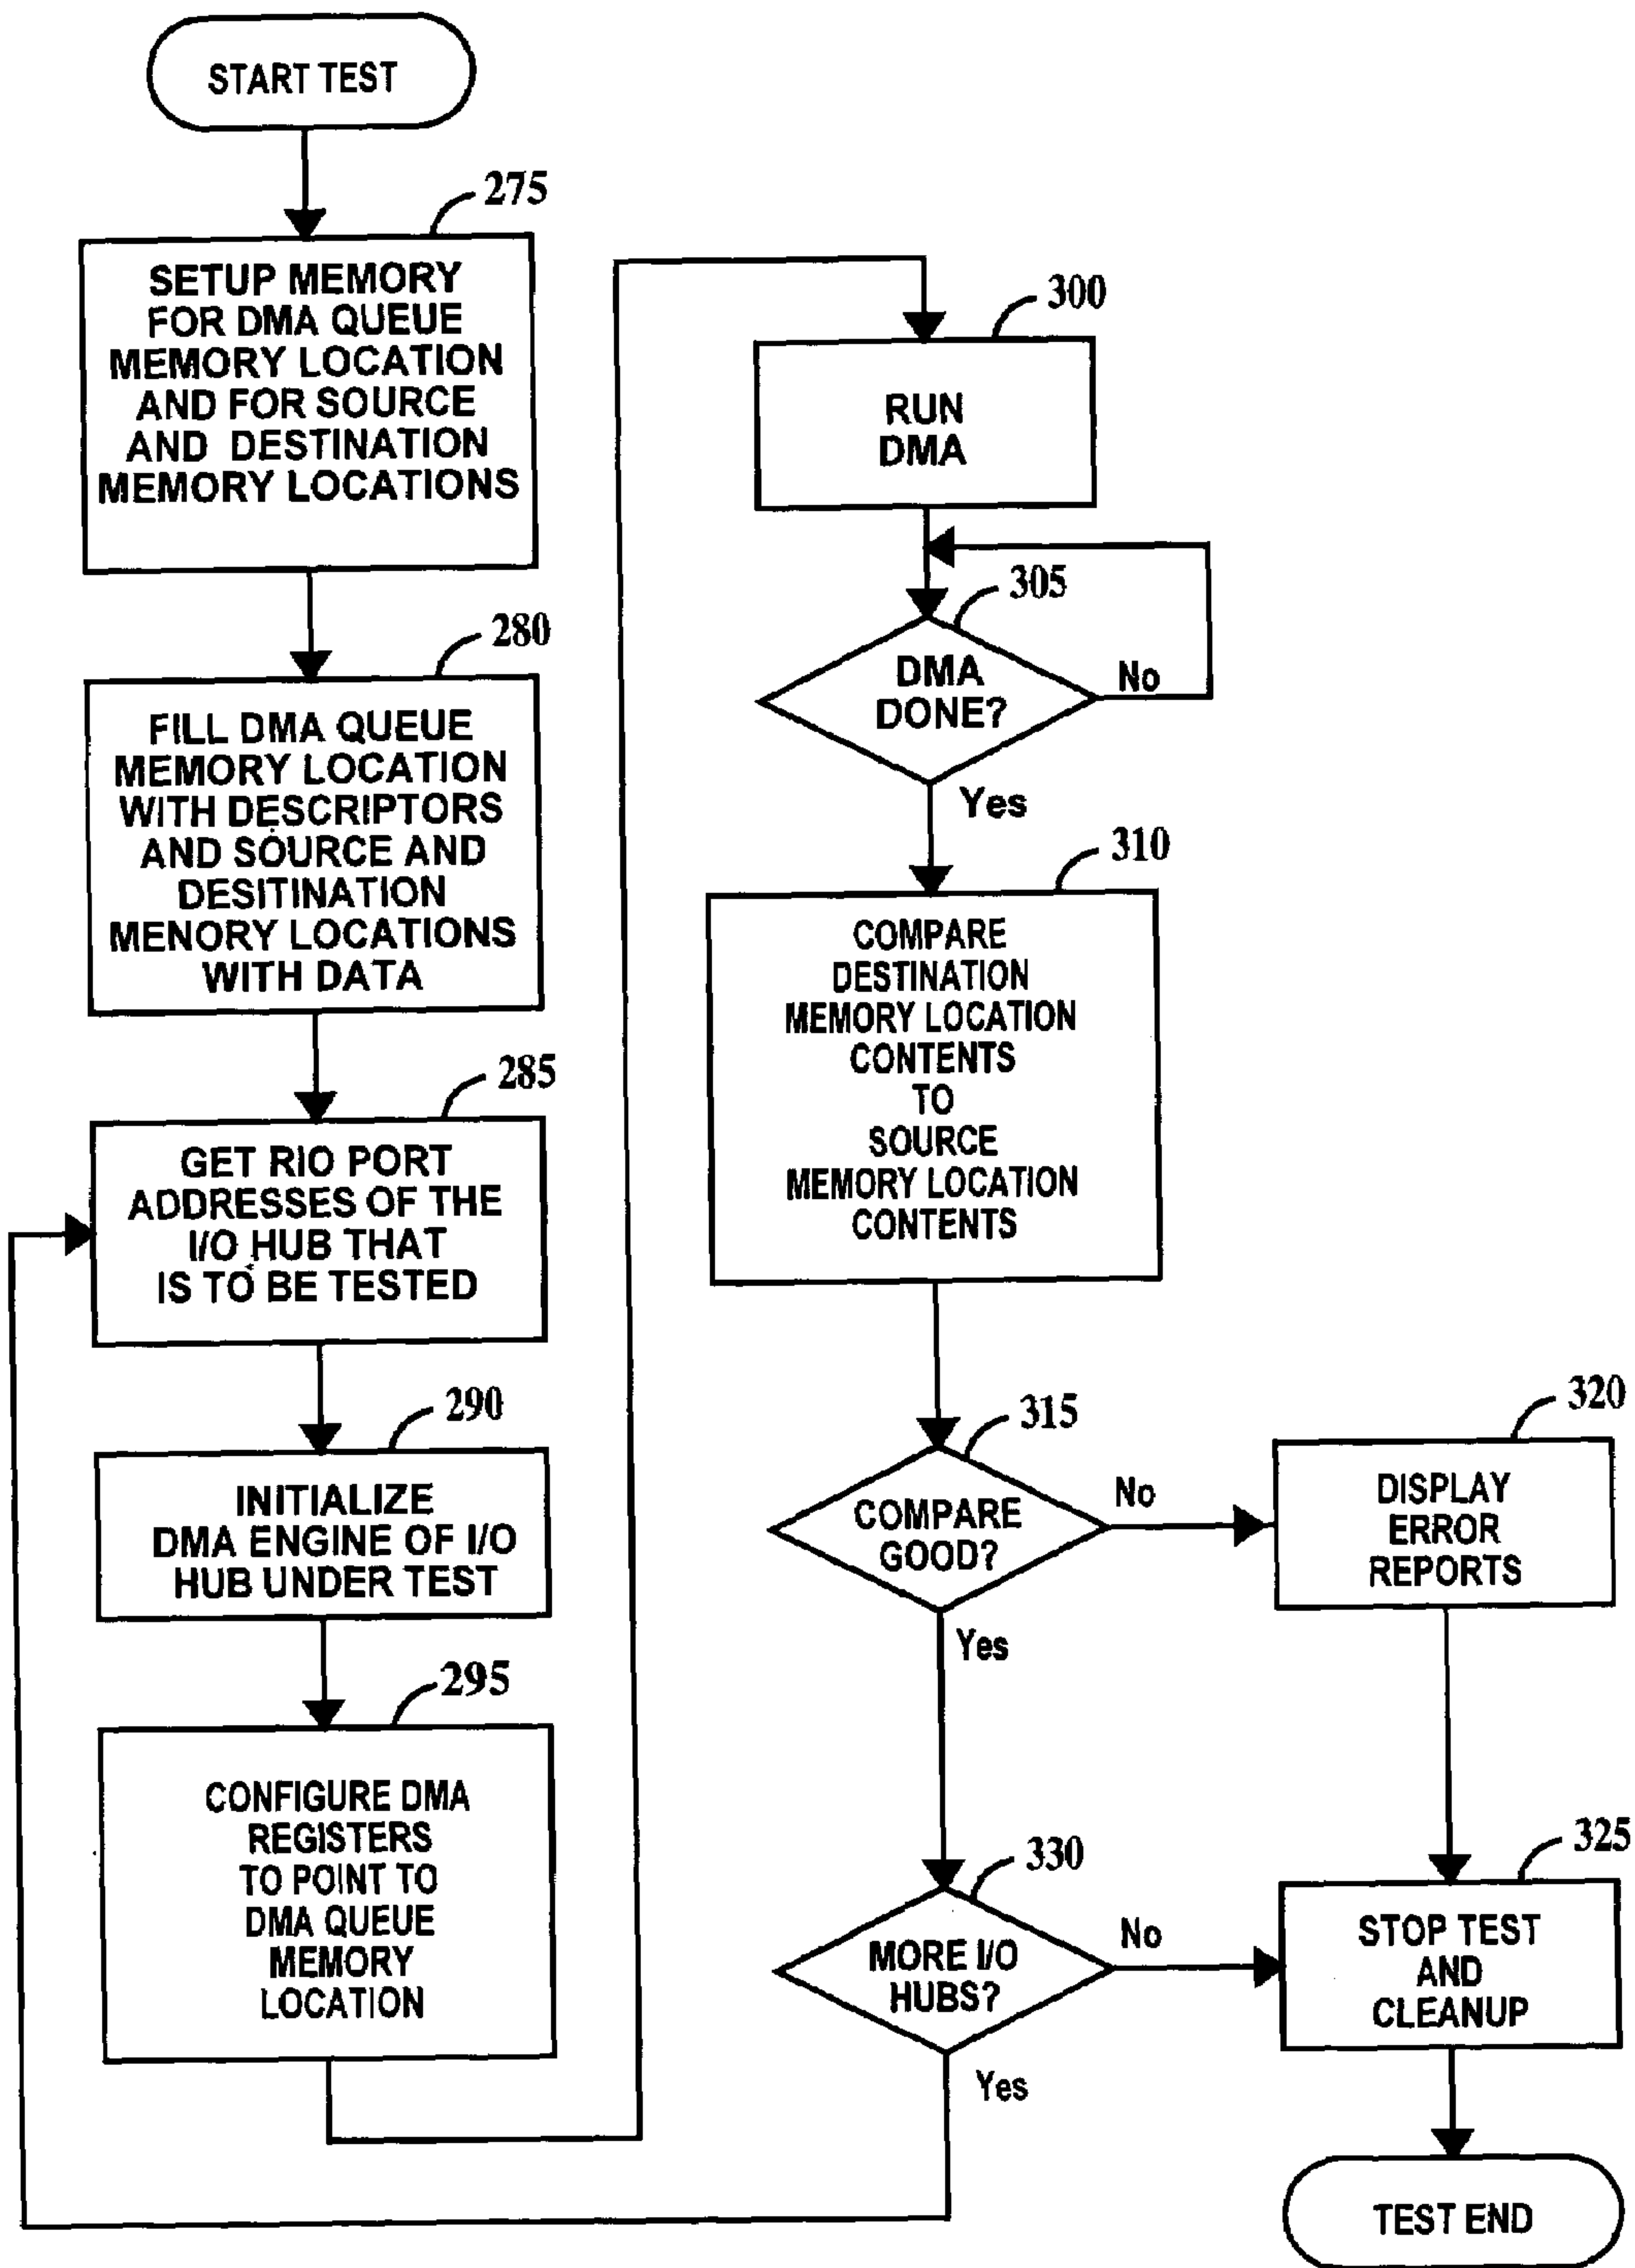 START TEST
275
SETUP MEMORY
FOR DMA QUEUE
MEMORY LOCATION
AND FOR SOURCE
AND DESTINATION
MEMORY LOCATIONS
280
FILL DMA QUEUE
MEMORY LOCATION
WITH DESCRIPTORS
AND SOURCE AND
DESITINATION
MENORY LOCATIONS
WITH DATA
285
GET RIO PORT
ADDRESSES OF THE
I/O HUB THAT
IS TO BE TESTED
290
INITIALIZE
DMA ENGINE OF I/O
HUB UNDER TEST
295
CONFIGURE DMA
REGISTERS
TO POINT TO
DMA QUEUE
MEMORY
LOCATION
300
RUN
DMA
305
DMA
DONE?
No
Yes
310
COMPARE
DESTINATION
MEMORY LOCATION
CONTENTS
TO
SOURCE
MEMORY LOCATION
CONTENTS
315
COMPARE
GOOD?
No
Yes
320
DISPLAY
ERROR
REPORTS
330
MORE I/O
HUBS?
No
Yes
325
STOP TEST
AND
CLEANUP
TEST END